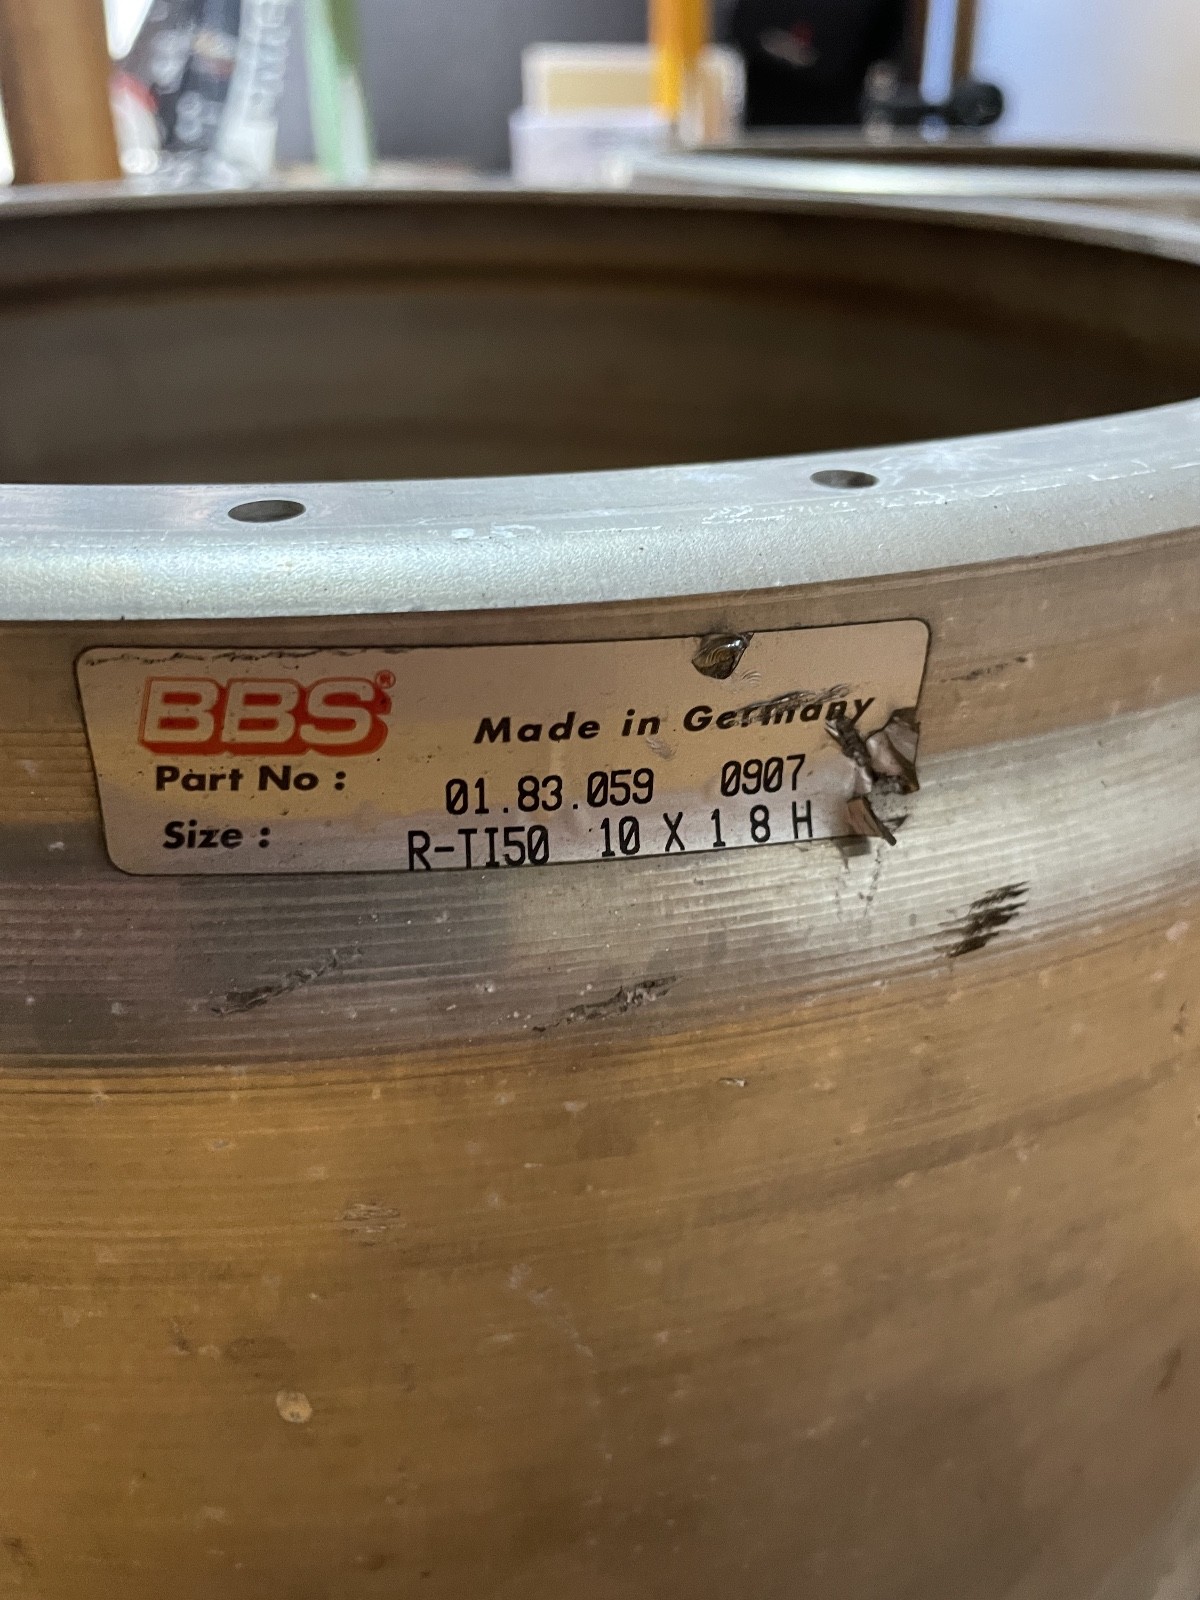 BBS®
Made in Germany
Part No : 01.83.059 0907
Size : R-TI50 10 X 1 8 H